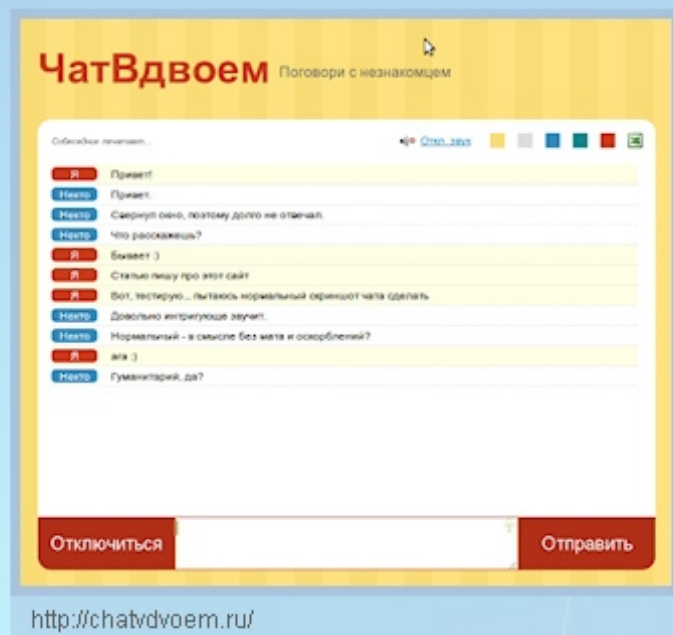 ЧатВдвоем Поговори с незнакомцем
Собеседник печатает... Откл. звук
Я Привет!
Некто Привет.
Некто Свернул окно, поэтому долго не отвечал.
Некто Что расскажешь?
Я Бывает :)
Я Статью пишу про этот сайт
Я Вот, тестирую... пытаюсь нормальный скриншот чата сделать
Некто Довольно интригующе звучит.
Некто Нормальный - в смысле без мата и оскорблений?
Я ага :)
Некто Гуманитарий, да?
Отключиться Отправить
http://chatvdvoem.ru/